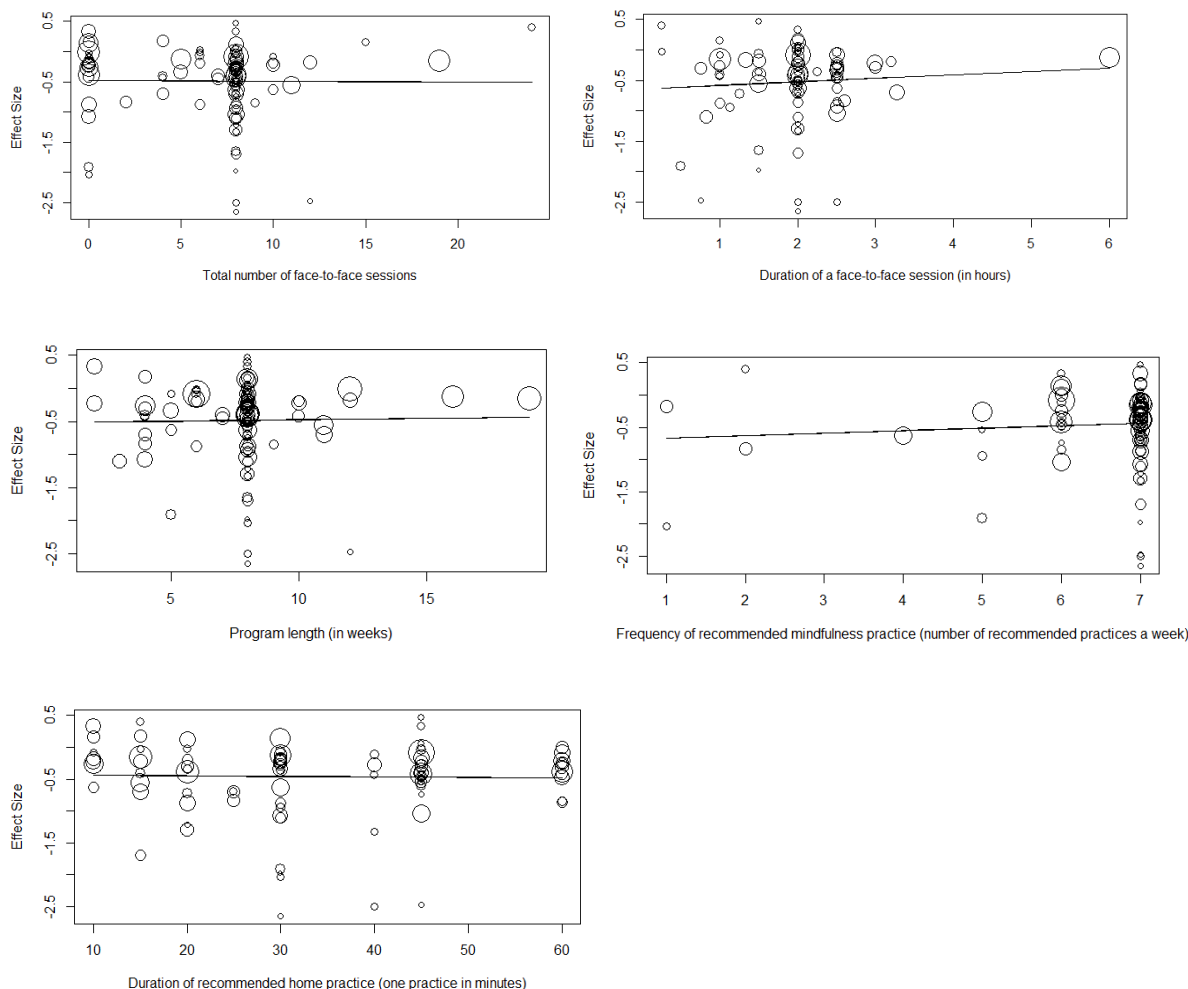 0.5
-0.5
-1.5
-2.5
Effect Size
0 5 10 15 20
Total number of face-to-face sessions
0.5
-0.5
-1.5
-2.5
Effect Size
1 2 3 4 5 6
Duration of a face-to-face session (in hours)
0.5
-0.5
-1.5
-2.5
Effect Size
5 10 15
Program length (in weeks)
0.5
-0.5
-1.5
-2.5
Effect Size
1 2 3 4 5 6 7
Frequency of recommended mindfulness practice (number of recommended practices a week)
0.5
-0.5
-1.5
-2.5
Effect Size
10 20 30 40 50 60
Duration of recommended home practice (one practice in minutes)